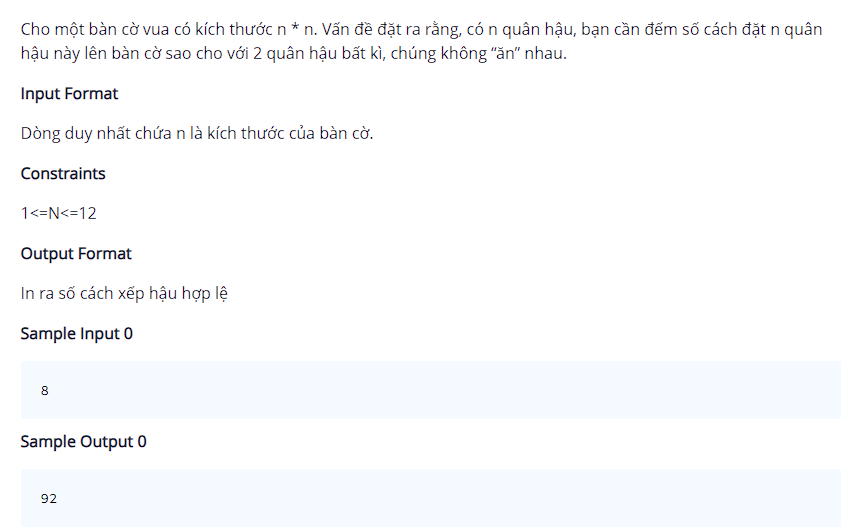 Cho một bàn cờ vua có kích thước n * n. Vấn đề đặt ra rằng, có n quân hậu, bạn cần đếm số cách đặt n quân
hậu này lên bàn cờ sao cho với 2 quân hậu bất kì, chúng không “ăn” nhau.
Input Format
Dòng duy nhất chứa n là kích thước của bàn cờ.
Constraints
1<=N<=12
Output Format
In ra số cách xếp hậu hợp lệ
Sample Input 0
8
Sample Output 0
92